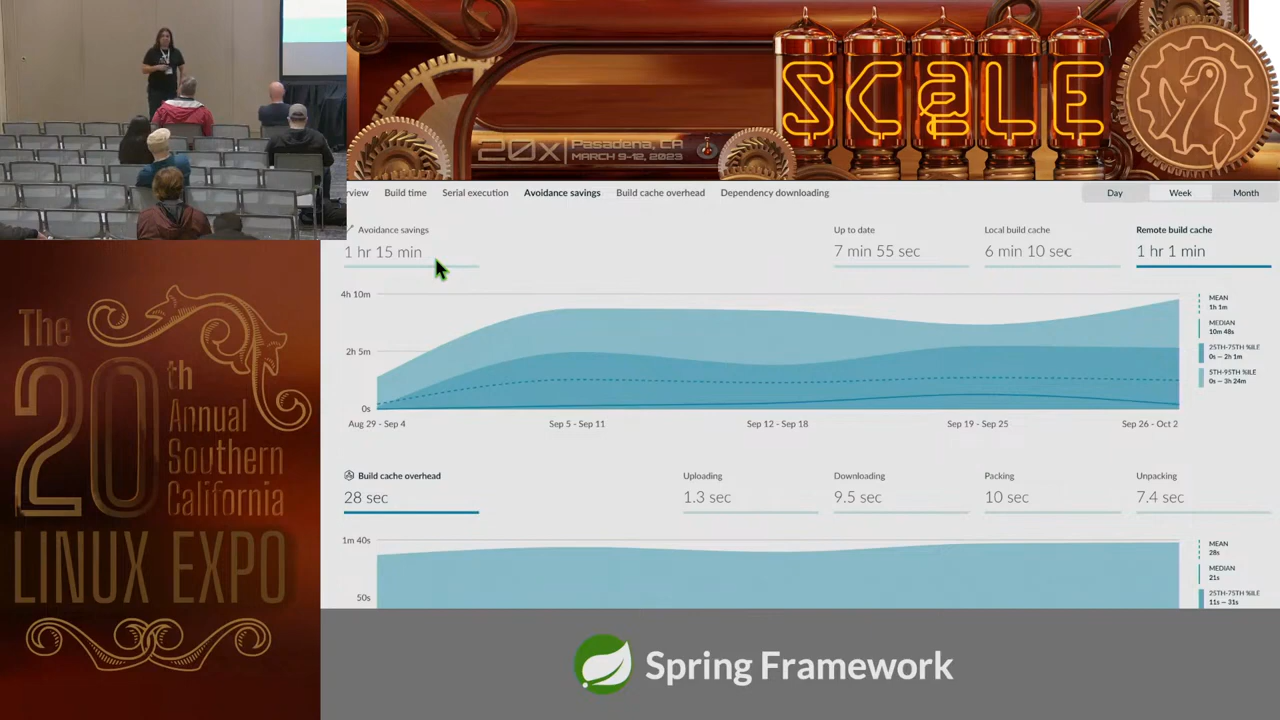 SCaLE
20x
Pasadena, CA
MARCH 9-12, 2023
rview Build time Serial execution Avoidance savings Build cache overhead Dependency downloading
Day Week Month
Avoidance savings
1 hr 15 min
Up to date
7 min 55 sec
Local build cache
6 min 10 sec
Remote build cache
1 hr 1 min
4h 10m
2h 5m
0s
Aug 29 - Sep 4 Sep 5 - Sep 11 Sep 12 - Sep 18 Sep 19 - Sep 25 Sep 26 - Oct 2
MEAN
1h 1m
MEDIAN
10m 48s
25TH-75TH %ILE
0s — 2h 1m
5TH-95TH %ILE
0s — 3h 24m
Build cache overhead
28 sec
Uploading
1.3 sec
Downloading
9.5 sec
Packing
10 sec
Unpacking
7.4 sec
1m 40s
50s
MEAN
28s
MEDIAN
21s
25TH-75TH %ILE
11s — 31s
The
20th
Annual
Southern
California
LINUX EXPO
Spring Framework